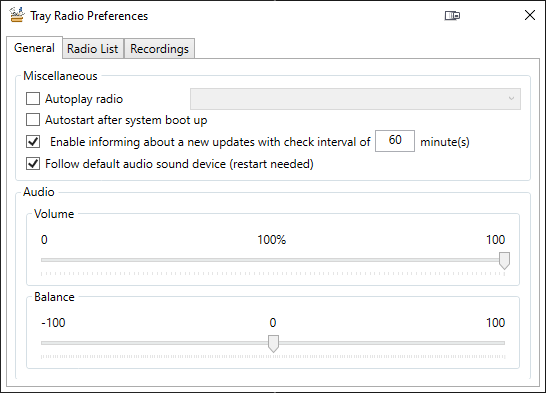 Tray Radio Preferences
General Radio List Recordings
Miscellaneous
Autoplay radio
Autostart after system boot up
Enable informing about a new updates with check interval of 60 minute(s)
Follow default audio sound device (restart needed)
Audio
Volume
0 100% 100
Balance
-100 0 100